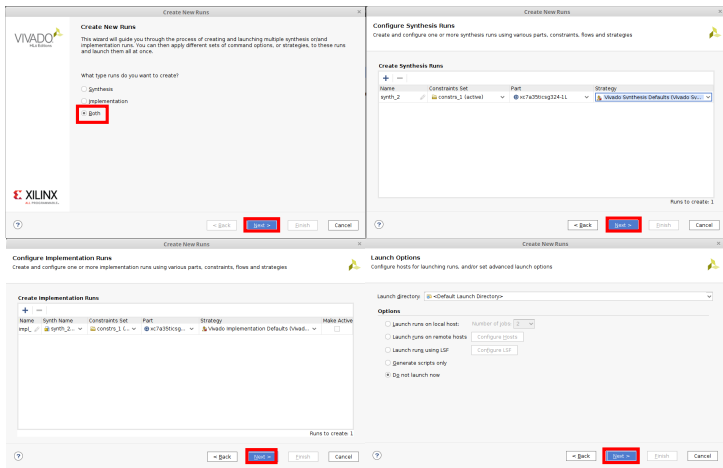 Create New Runs
VIVADO
ML Editions
Create New Runs
This wizard will guide you through the process of creating and launching multiple synthesis and/or
implementation runs. You can then apply different sets of command options, or strategies, to these runs
and launch them all at once.
What type runs do you want to create?
Synthesis
Implementation
Both
XILINX
? < Back Next > Finish Cancel
Create New Runs
Configure Synthesis Runs
Create and configure one or more synthesis runs using various parts, constraints, flows and strategies
Create Synthesis Runs
+ −
Name Constraints Set Part Strategy
synth_2 constrs_1 (active) xc7a35ticsg324-1L Vivado Synthesis Defaults (Vivado Sy...
Runs to create: 1
? < Back Next > Finish Cancel
Create New Runs
Configure Implementation Runs
Create and configure one or more implementation runs using various parts, constraints, flows and strategies
Create Implementation Runs
+ −
Name Synth Name Constraints Set Part Strategy Make Active
impl_ synth_2... constrs_1 (... xc7a35ticsg... Vivado Implementation Defaults (Vivad...
Runs to create: 1
? < Back Next > Finish Cancel
Create New Runs
Launch Options
Configure hosts for launching runs, and/or set advanced launch option
Launch directory: <Default Launch Directory>
Options
Launch runs on local host: Number of jobs: 2
Launch runs on remote hosts Configure Hosts
Launch runs using LSF Configure LSF
Generate scripts only
Do not launch now
? < Back Next > Finish Cancel